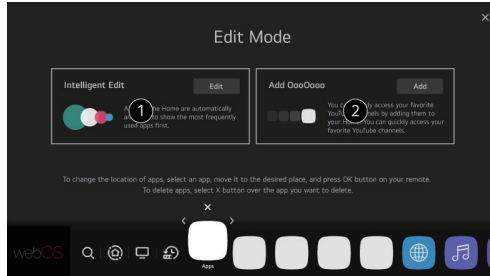 Edit Mode
Intelligent Edit
Edit
1
the Home are automatically
to show the most frequently
used apps first.
Add OooOooo
Add
2
You can quickly access your favorite
YouTube channels by adding them to
your Home. You can quickly access your
favorite YouTube channels.
To change the location of apps, select an app, move it to the desired place, and press OK button on your remote.
To delete apps, select X button over the app you want to delete.
webOS
Apps